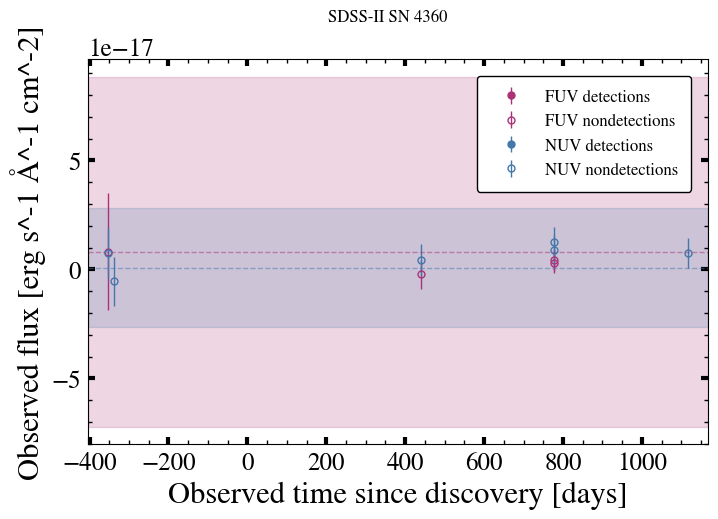 SDSS-II SN 4360
1e−17
FUV detections
FUV nondetections
NUV detections
NUV nondetections
5
0
−5
−400 −200 0 200 400 600 800 1000
Observed time since discovery [days]
Observed flux [erg s^-1 Å^-1 cm^-2]